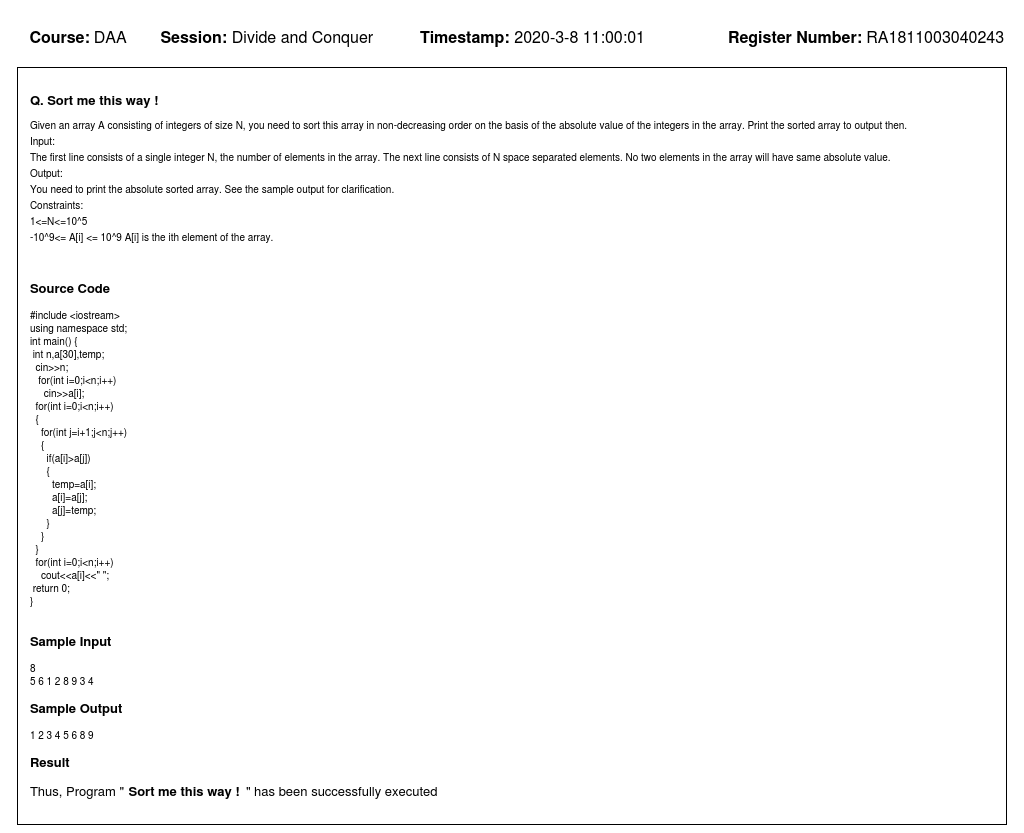 Course: DAA Session: Divide and Conquer Timestamp: 2020-3-8 11:00:01 Register Number: RA1811003040243
Q. Sort me this way !
Given an array A consisting of integers of size N, you need to sort this array in non-decreasing order on the basis of the absolute value of the integers in the array. Print the sorted array to output then.
Input:
The first line consists of a single integer N, the number of elements in the array. The next line consists of N space separated elements. No two elements in the array will have same absolute value.
Output:
You need to print the absolute sorted array. See the sample output for clarification.
Constraints:
1<=N<=10^5
-10^9<= A[i] <= 10^9 A[i] is the ith element of the array.
Source Code
#include <iostream>
using namespace std;
int main() {
int n,a[30],temp;
cin>>n;
for(int i=0;i<n;i++)
cin>>a[i];
for(int i=0;i<n;i++)
{
for(int j=i+1;j<n;j++)
{
if(a[i]>a[j])
{
temp=a[i];
a[i]=a[j];
a[j]=temp;
}
}
}
for(int i=0;i<n;i++)
cout<<a[i]<<" ";
return 0;
}
Sample Input
8
5 6 1 2 8 9 3 4
Sample Output
1 2 3 4 5 6 8 9
Result
Thus, Program " Sort me this way ! " has been successfully executed